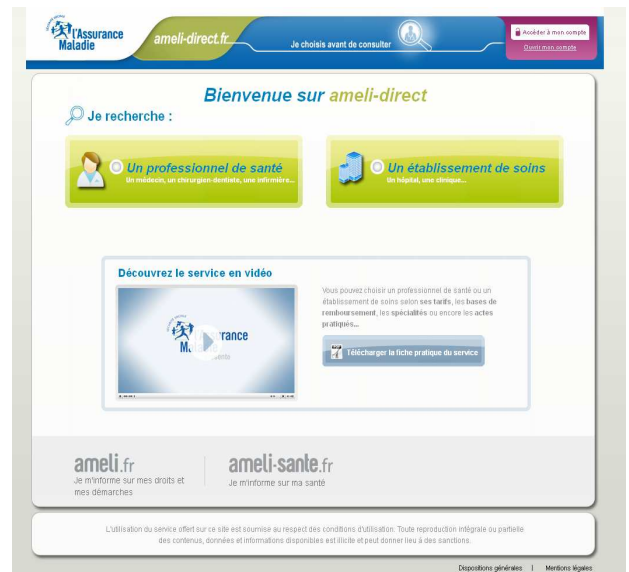 l'Assurance
Maladie
ameli-direct.fr
Je choisis avant de consulter
Accéder à mon compte
Ouvrir mon compte
Bienvenue sur ameli-direct
Je recherche :
Un professionnel de santé
Un médecin, un chirurgien-dentiste, une infirmière...
Un établissement de soins
Un hôpital, une clinique...
Découvrez le service en vidéo
Vous pouvez choisir un professionnel de santé ou un
établissement de soins selon ses tarifs, les bases de
remboursement, les spécialités ou encore les actes
pratiqués...
Télécharger la fiche pratique du service
ameli.fr
Je m'informe sur mes droits et
mes démarches
ameli-sante.fr
Je m'informe sur ma
santé
L'utilisation du service offert sur ce site est soumise au respect des conditions d'utilisation. Toute reproduction intégrale ou partielle
des contenus, données et informations disponibles est illicite et peut donner lieu à des sanctions.
Dispositions générales | Mentions légales